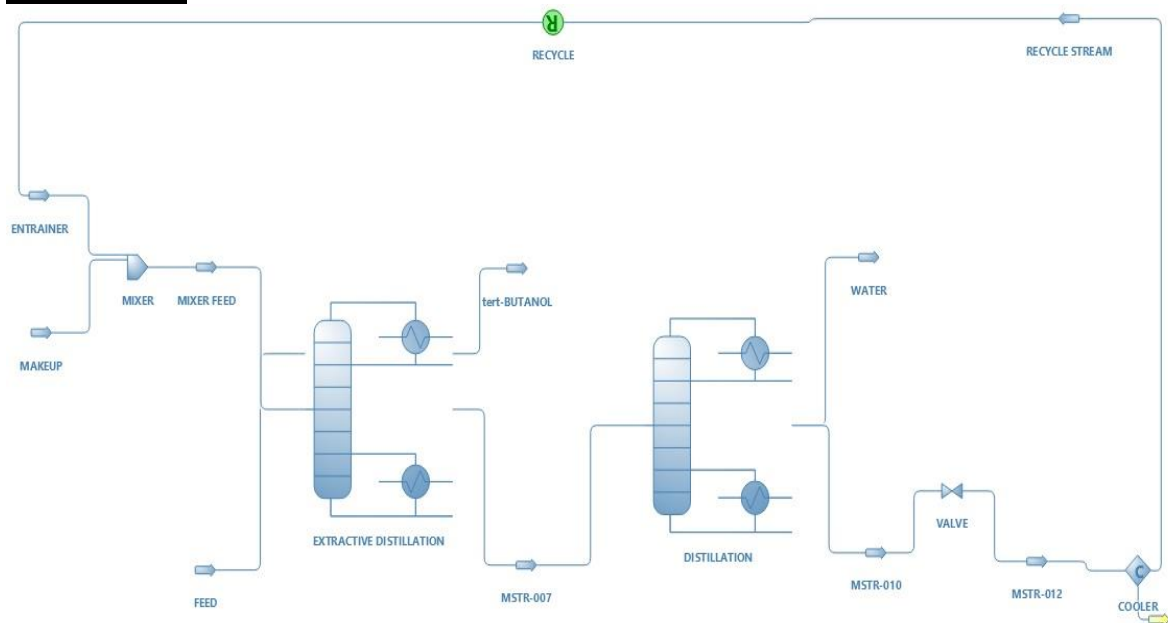 R
RECYCLE
RECYCLE STREAM
ENTRAINER
MIXER
MIXER FEED
tert-BUTANOL
WATER
MAKEUP
EXTRACTIVE DISTILLATION
DISTILLATION
VALVE
FEED
MSTR-007
MSTR-010
MSTR-012
C
COOLER